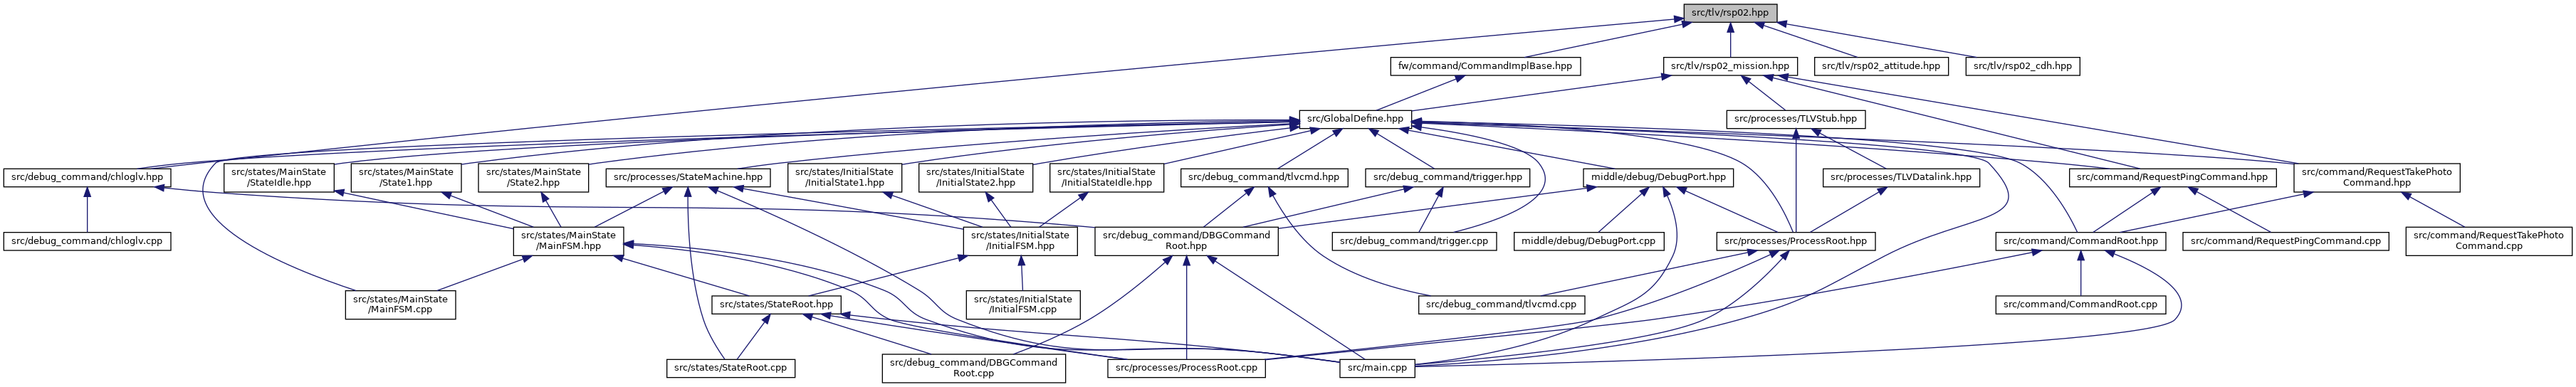 src/tlv/rsp02.hpp
fw/command/CommandImplBase.hpp
src/tlv/rsp02_mission.hpp
src/tlv/rsp02_attitude.hpp
src/tlv/rsp02_cdh.hpp
src/GlobalDefine.hpp
src/processes/TLVStub.hpp
src/debug_command/chloglv.hpp
src/states/MainState
/StateIdle.hpp
src/states/MainState
/State1.hpp
src/states/MainState
/State2.hpp
src/processes/StateMachine.hpp
src/states/InitialState
/InitialState1.hpp
src/states/InitialState
/InitialState2.hpp
src/states/InitialState
/InitialStateIdle.hpp
src/debug_command/tlvcmd.hpp
src/debug_command/trigger.hpp
middle/debug/DebugPort.hpp
src/processes/TLVDatalink.hpp
src/command/RequestPingCommand.hpp
src/command/RequestTakePhoto
Command.hpp
src/debug_command/chloglv.cpp
src/states/MainState
/MainFSM.hpp
src/states/InitialState
/InitialFSM.hpp
src/debug_command/DBGCommand
Root.hpp
src/debug_command/trigger.cpp
middle/debug/DebugPort.cpp
src/processes/ProcessRoot.hpp
src/command/CommandRoot.hpp
src/command/RequestPingCommand.cpp
src/command/RequestTakePhoto
Command.cpp
src/states/MainState
/MainFSM.cpp
src/states/StateRoot.hpp
src/states/InitialState
/InitialFSM.cpp
src/debug_command/tlvcmd.cpp
src/command/CommandRoot.cpp
src/states/StateRoot.cpp
src/debug_command/DBGCommand
Root.cpp
src/processes/ProcessRoot.cpp
src/main.cpp